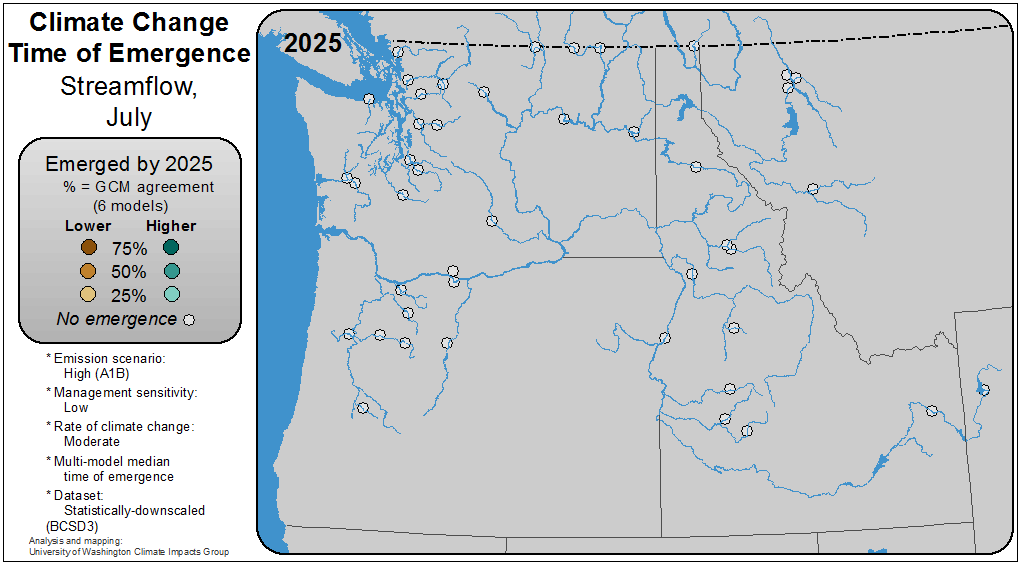 Climate Change
Time of Emergence
Streamflow,
July
2025
Emerged by 2025
% = GCM agreement
(6 models)
Lower Higher
75%
50%
25%
No emergence
* Emission scenario:
High (A1B)
* Management sensitivity:
Low
* Rate of climate change:
Moderate
* Multi-model median
time of emergence
* Dataset:
Statistically-downscaled
(BCSD3)
Analysis and mapping:
University of Washington Climate Impacts Group